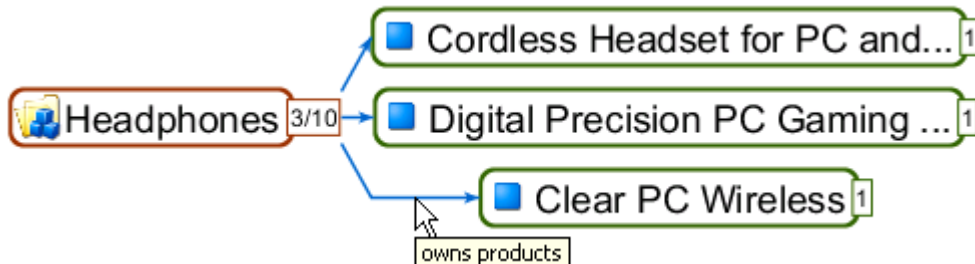 Cordless Headset for PC and... 1
Headphones 3/10 Digital Precision PC Gaming ... 1
Clear PC Wireless 1
owns products